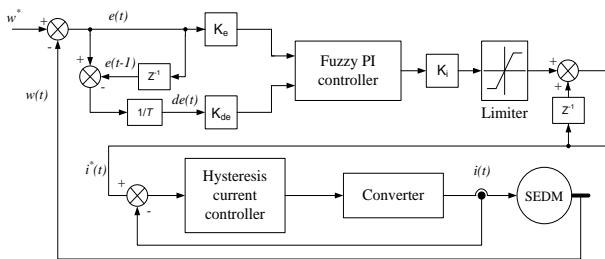 w*
+
-
e(t)
Ke
e(t-1)
Z-1
+
-
w(t)
1/T
de(t)
Kde
Fuzzy PI
controller
Ki
Limiter
+
+
Z-1
i*(t)
+
-
Hysteresis
current
controller
Converter
i(t)
SEDM